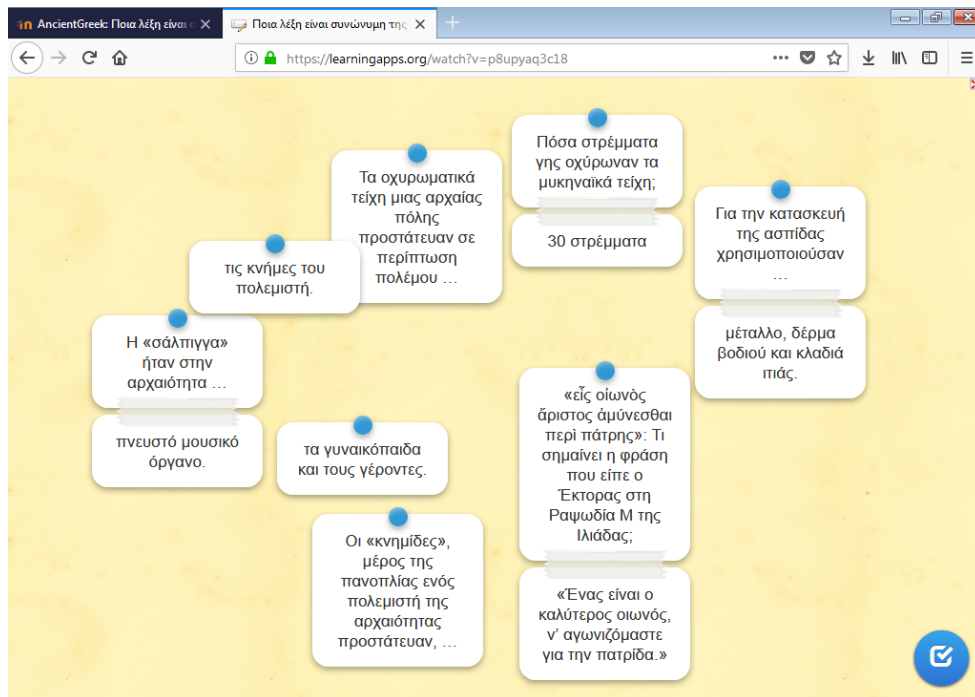 AncientGreek: Ποια λέξη είναι
Ποια λέξη είναι συνώνυμη της
https://learningapps.org/watch?v=p8upyaq3c18
Πόσα στρέμματα
γης οχύρωναν τα
μυκηναϊκά τείχη;
30 στρέμματα
Τα οχυρωματικά
τείχη μιας αρχαίας
πόλης
προστάτευαν σε
περίπτωση
πολέμου …
Για την κατασκευή
της ασπίδας
χρησιμοποιούσαν
…
μέταλλο, δέρμα
βοδιού και κλαδιά
ιτιάς.
τις κνήμες του
πολεμιστή.
Η «σάλπιγγα»
ήταν στην
αρχαιότητα …
πνευστό μουσικό
όργανο.
τα γυναικόπαιδα
και τους γέροντες.
«εἷς οἰωνὸς
ἄριστος ἀμύνεσθαι
περὶ πάτρης»: Τι
σημαίνει η φράση
που είπε ο
Έκτορας στη
Ραψωδία Μ της
Ιλιάδας;
«Ένας είναι ο
καλύτερος οιωνός,
ν’ αγωνιζόμαστε
για την πατρίδα.»
Οι «κνημίδες»,
μέρος της
πανοπλίας ενός
πολεμιστή της
αρχαιότητας
προστάτευαν, …